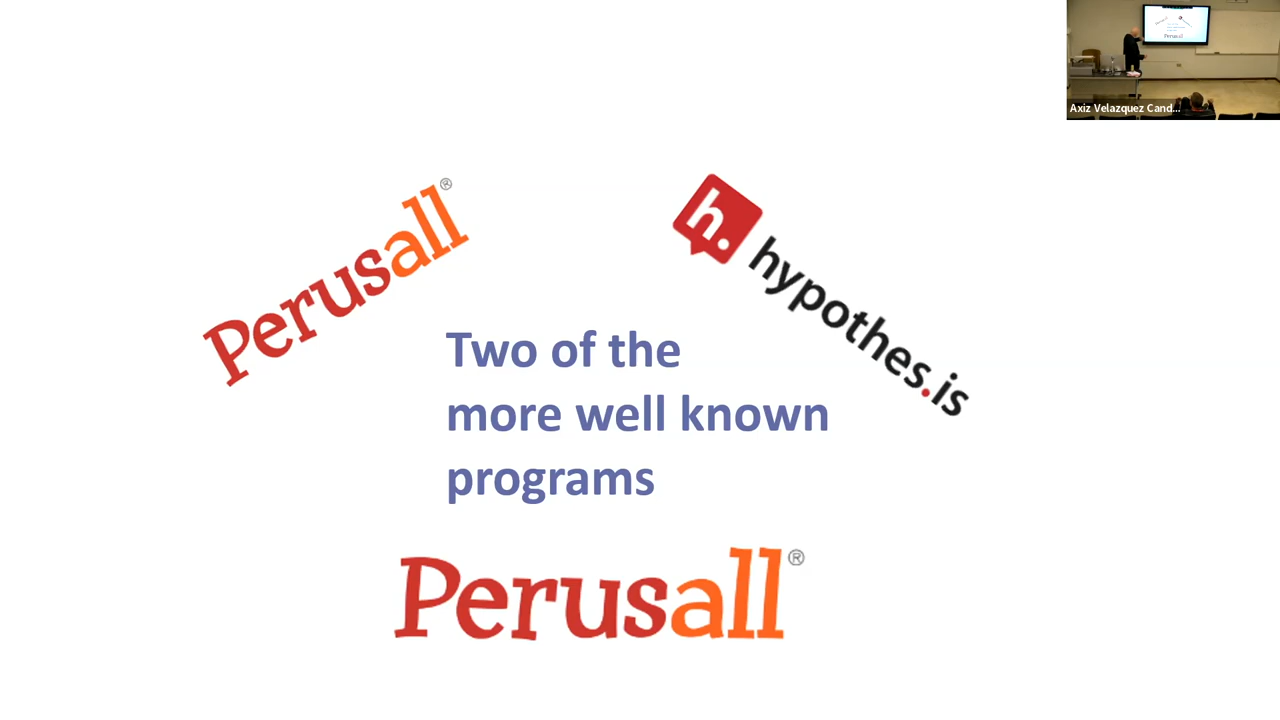 Axiz Velazquez Cand...
Perusall®
h. hypothes.is
Two of the
more well known
programs
Perusall®